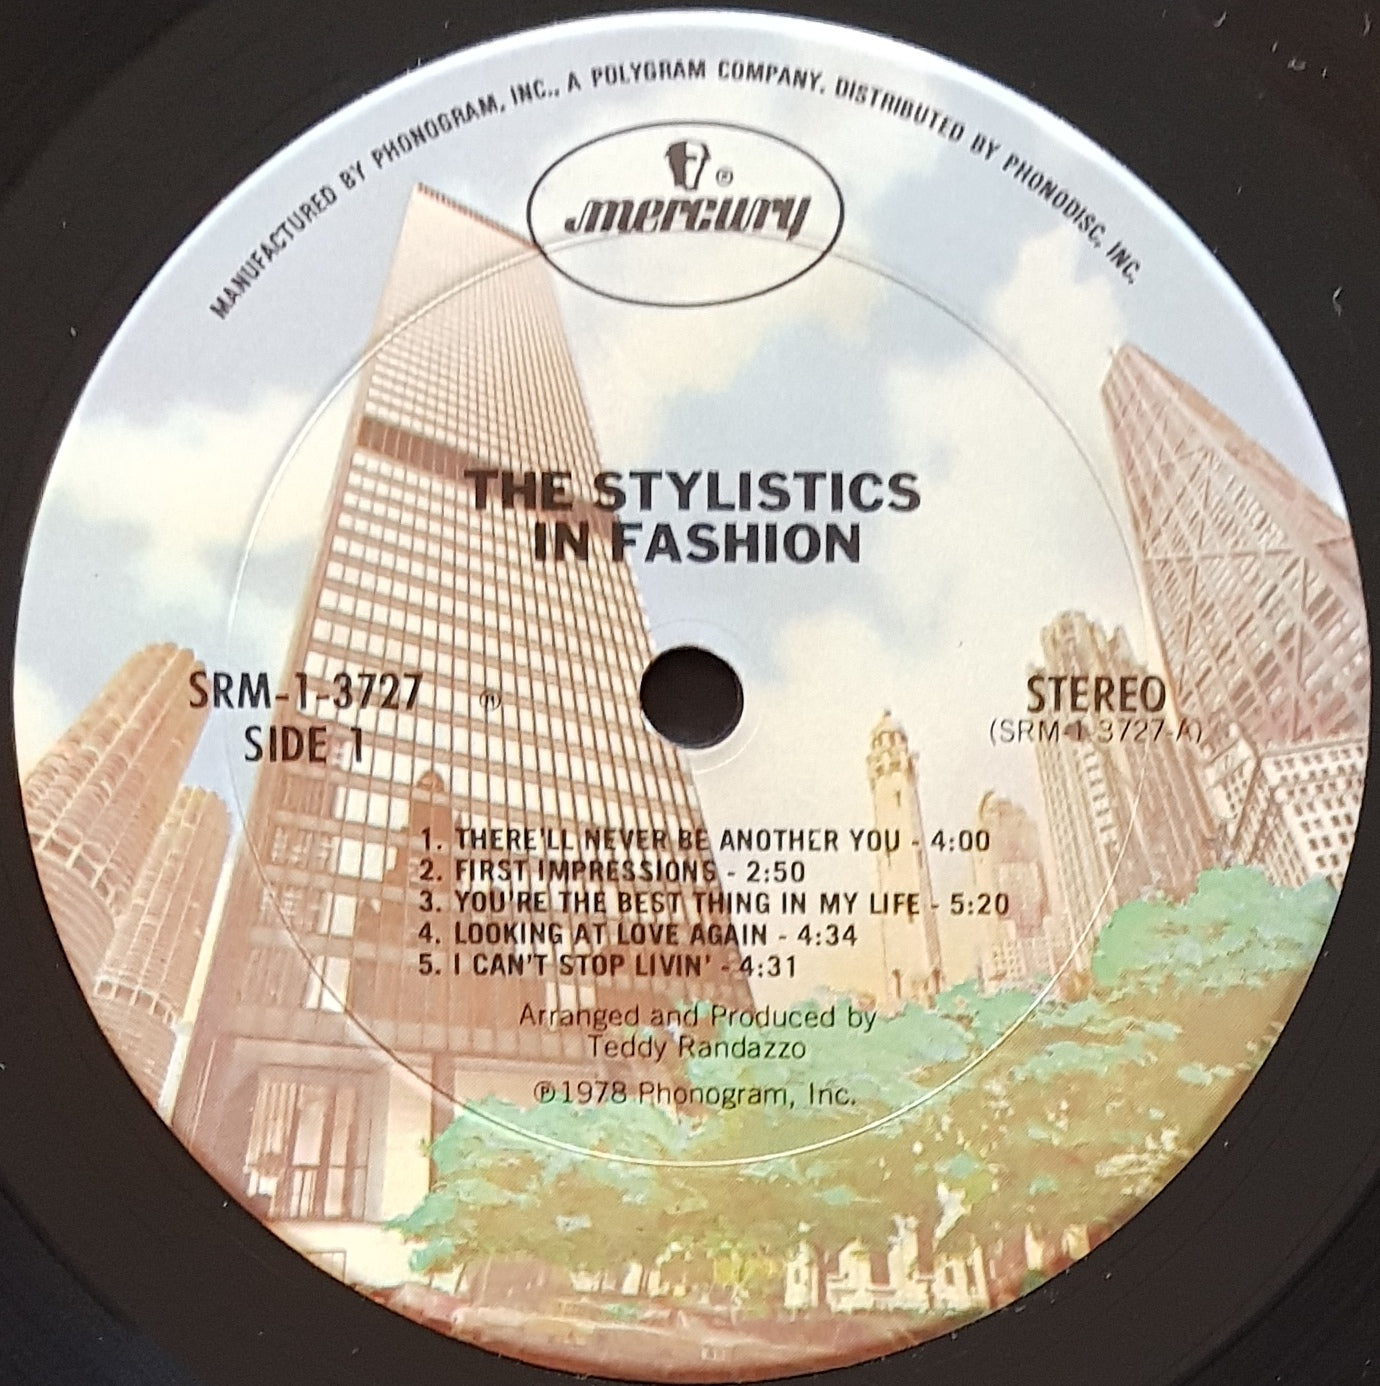 MANUFACTURED BY PHONOGRAM, INC., A POLYGRAM COMPANY. DISTRIBUTED BY PHONODISC, INC.
®
mercury
THE STYLISTICS
IN FASHION
SRM-1-3727 ℗
SIDE 1
STEREO
(SRM-1-3727-A)
1. THERE'LL NEVER BE ANOTHER YOU - 4:00
2. FIRST IMPRESSIONS - 2:50
3. YOU'RE THE BEST THING IN MY LIFE - 5:20
4. LOOKING AT LOVE AGAIN - 4:34
5. I CAN'T STOP LIVIN' - 4:31
Arranged and Produced by
Teddy Randazzo
℗1978 Phonogram, Inc.